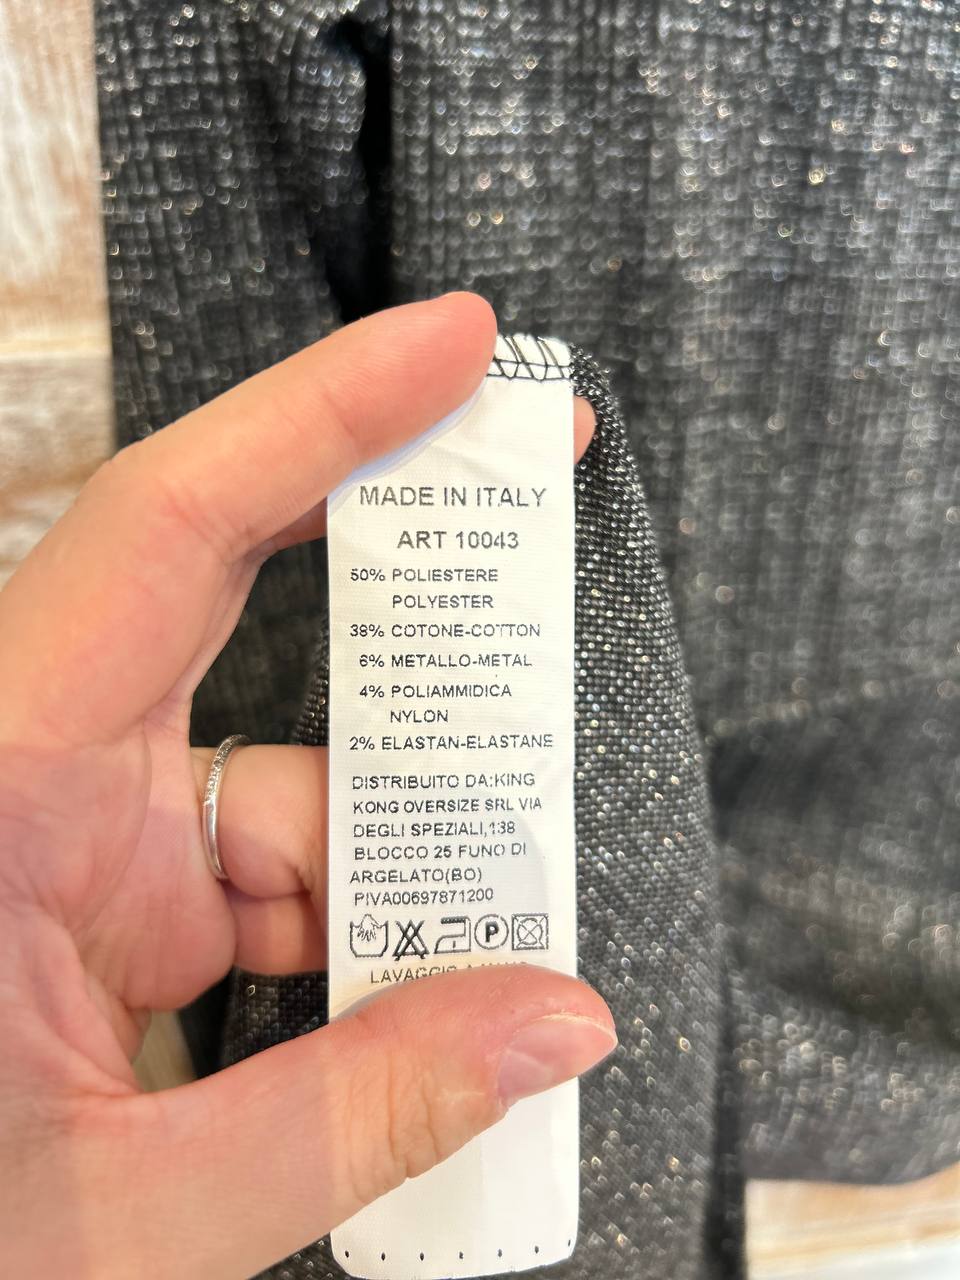 MADE IN ITALY
ART 10043
50% POLIESTERE
POLYESTER
38% COTONE-COTTON
6% METALLO-METAL
4% POLIAMMIDICA
NYLON
2% ELASTAN-ELASTANE
DISTRIBUITO DA:KING
KONG OVERSIZE SRL VIA
DEGLI SPEZIALI,138
BLOCCO 25 FUNO DI
ARGELATO(BO)
PIVA00697871200
P
LAVAGGIO A